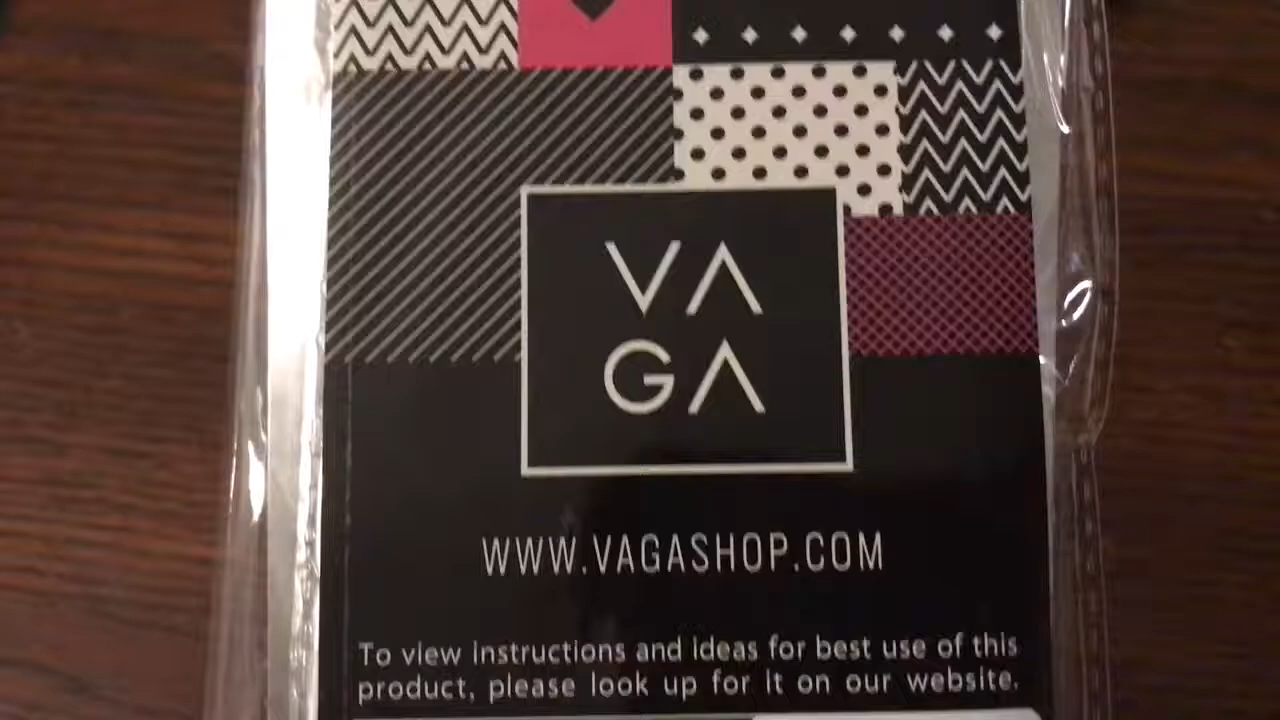 VA
GA
WWW.VAGASHOP.COM
To view instructions and ideas for best use of this
product, please look up for it on our website.